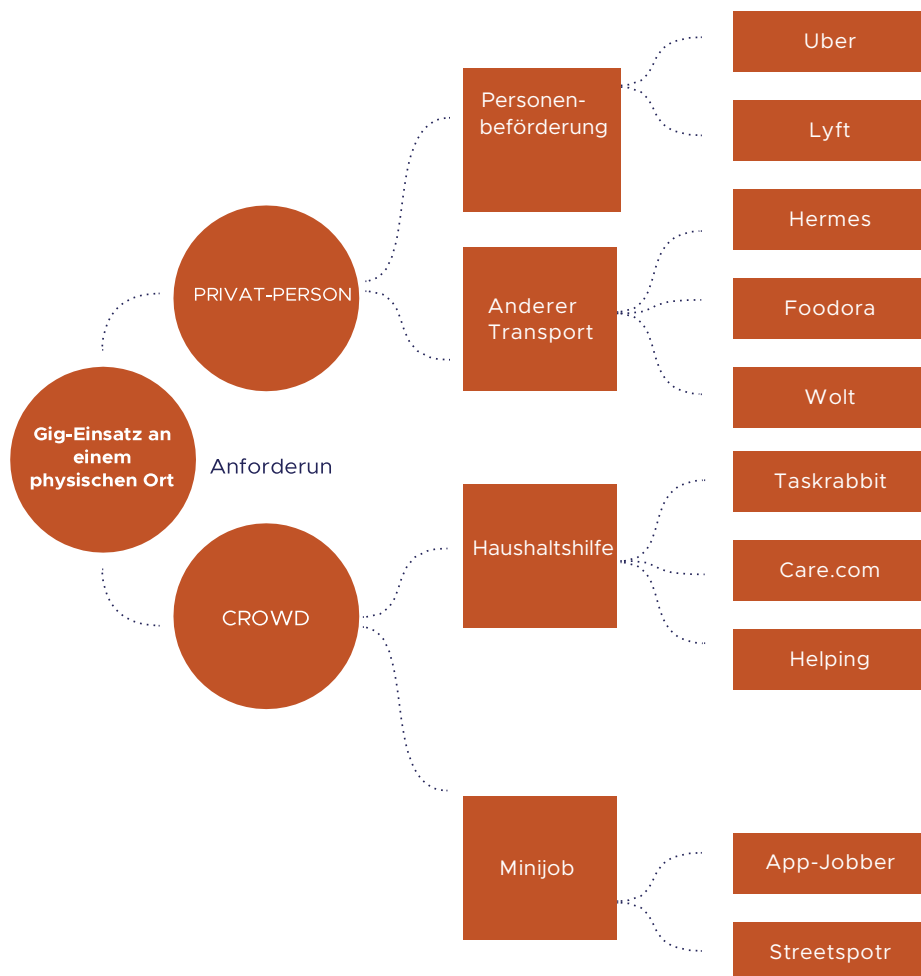 Uber
Personen-
beförderung
Lyft
Hermes
PRIVAT-PERSON
Anderer
Transport
Foodora
Wolt
Gig-Einsatz an
einem
physischen Ort
Anforderun
Taskrabbit
Haushaltshilfe
Care.com
CROWD
Helping
Minijob
App-Jobber
Streetspotr